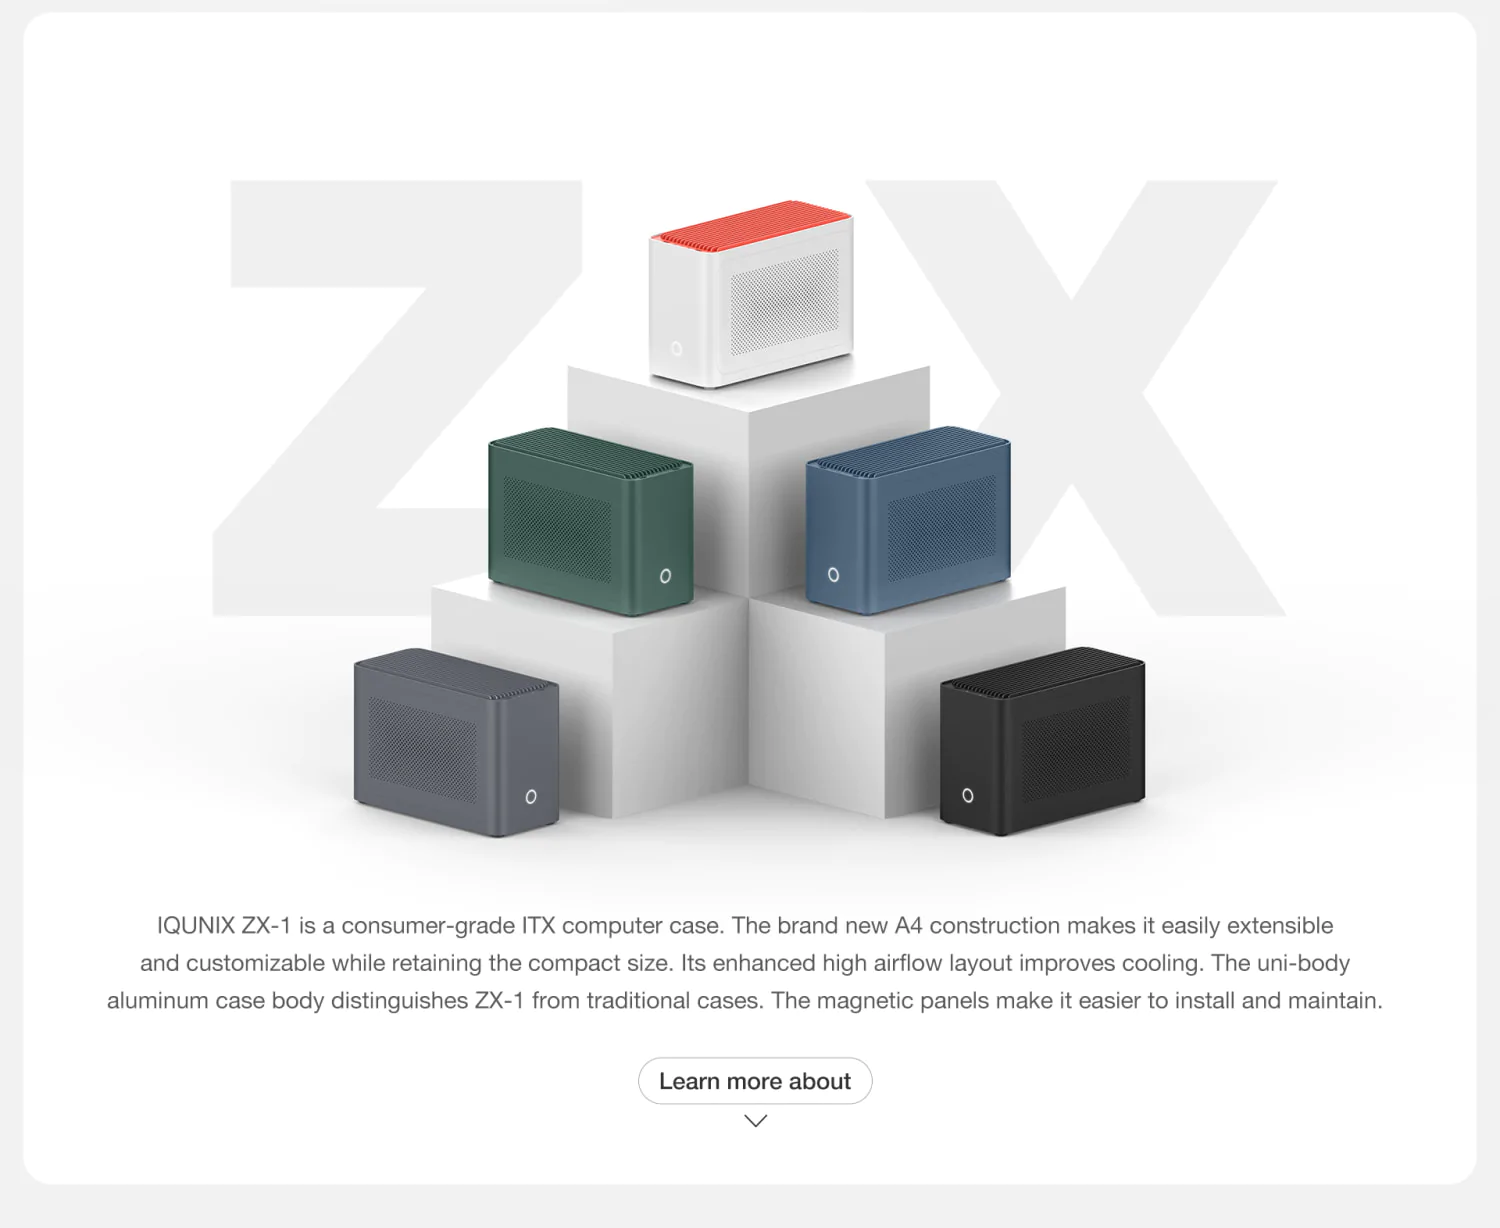 ZX
IQUNIX ZX-1 is a consumer-grade ITX computer case. The brand new A4 construction makes it easily extensible
and customizable while retaining the compact size. Its enhanced high airflow layout improves cooling. The uni-body
aluminum case body distinguishes ZX-1 from traditional cases. The magnetic panels make it easier to install and maintain.
Learn more about